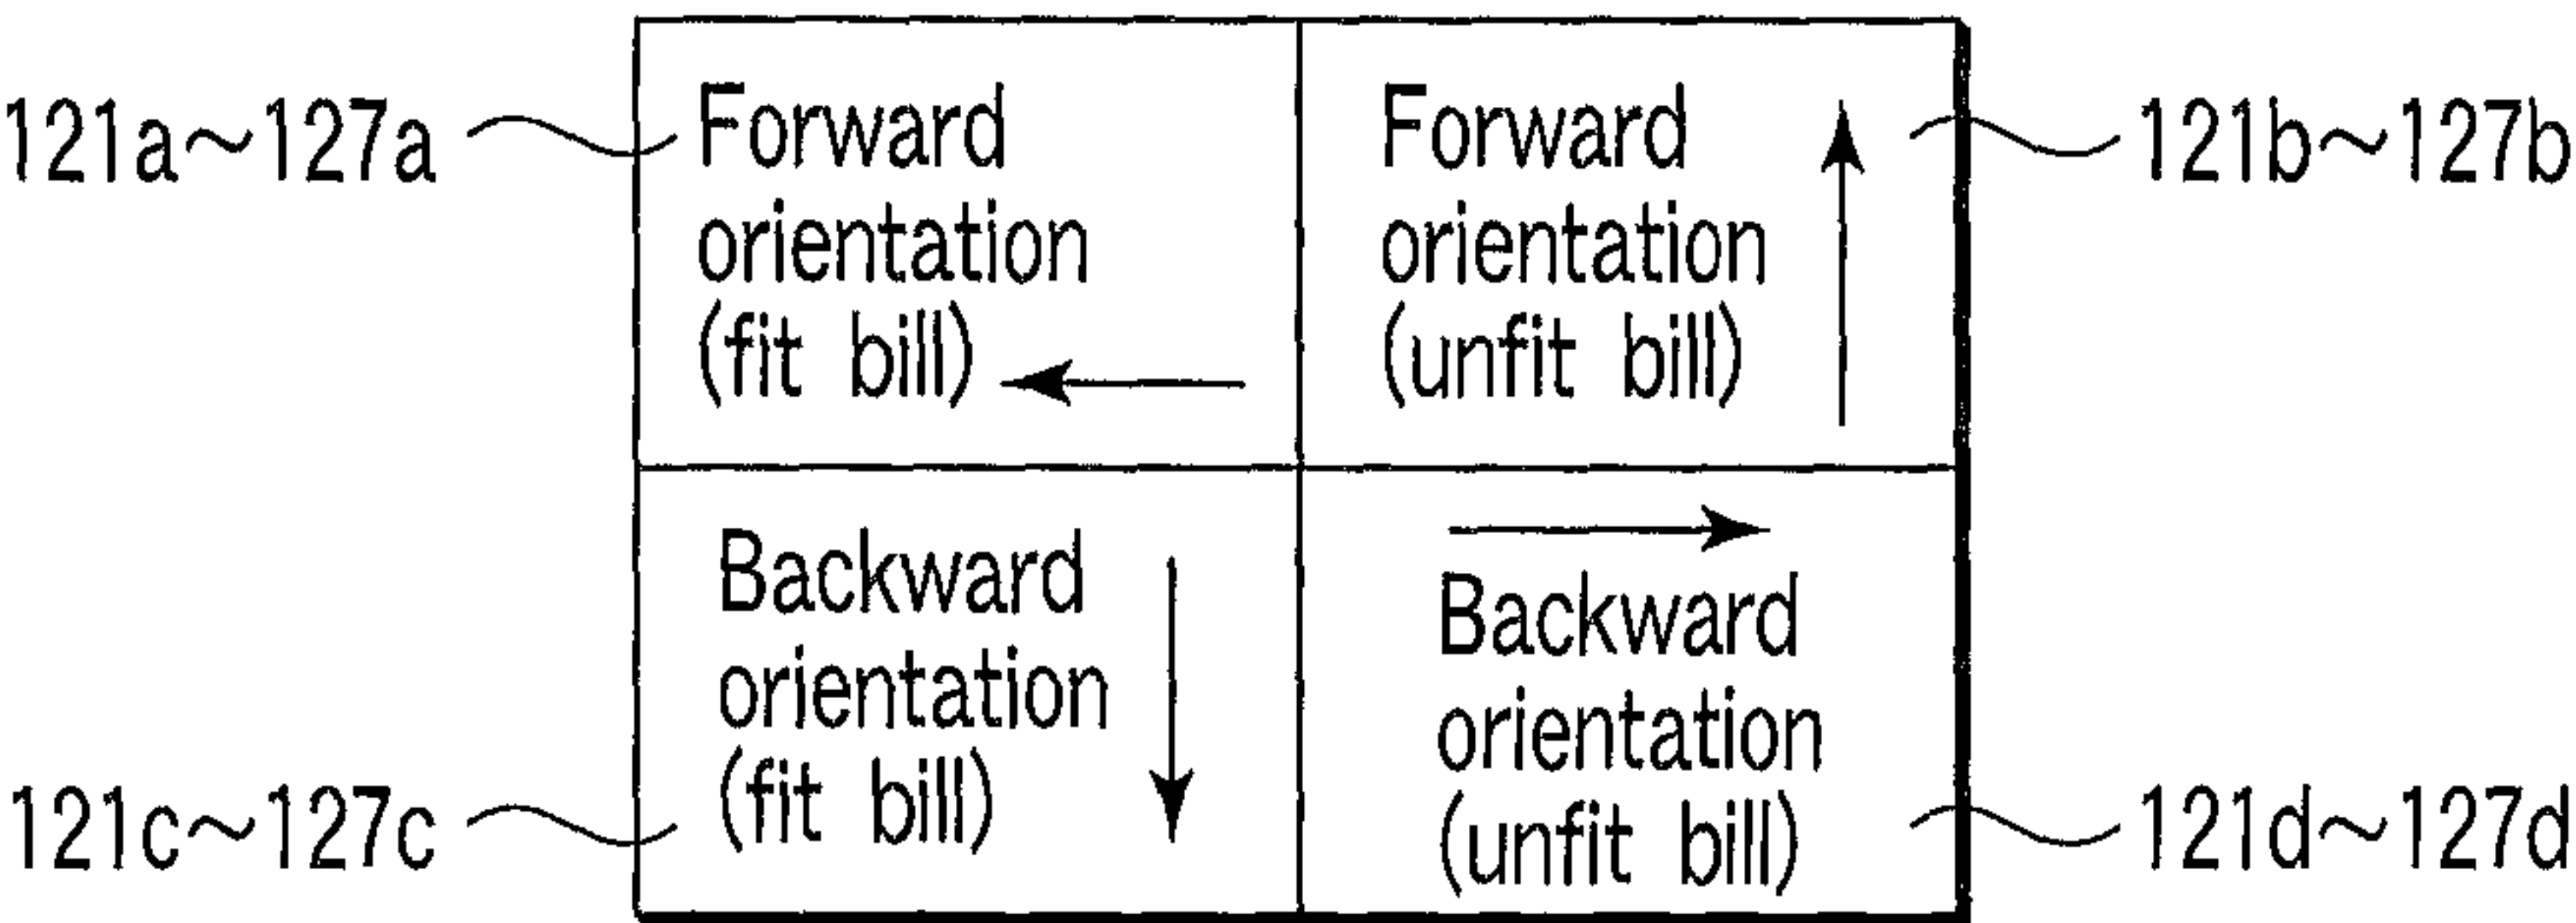 121a~127a
Forward
orientation
(fit bill)
Forward
orientation
(unfit bill)
121b~127b
121c~127c
Backward
orientation
(fit bill)
Backward
orientation
(unfit bill)
121d~127d